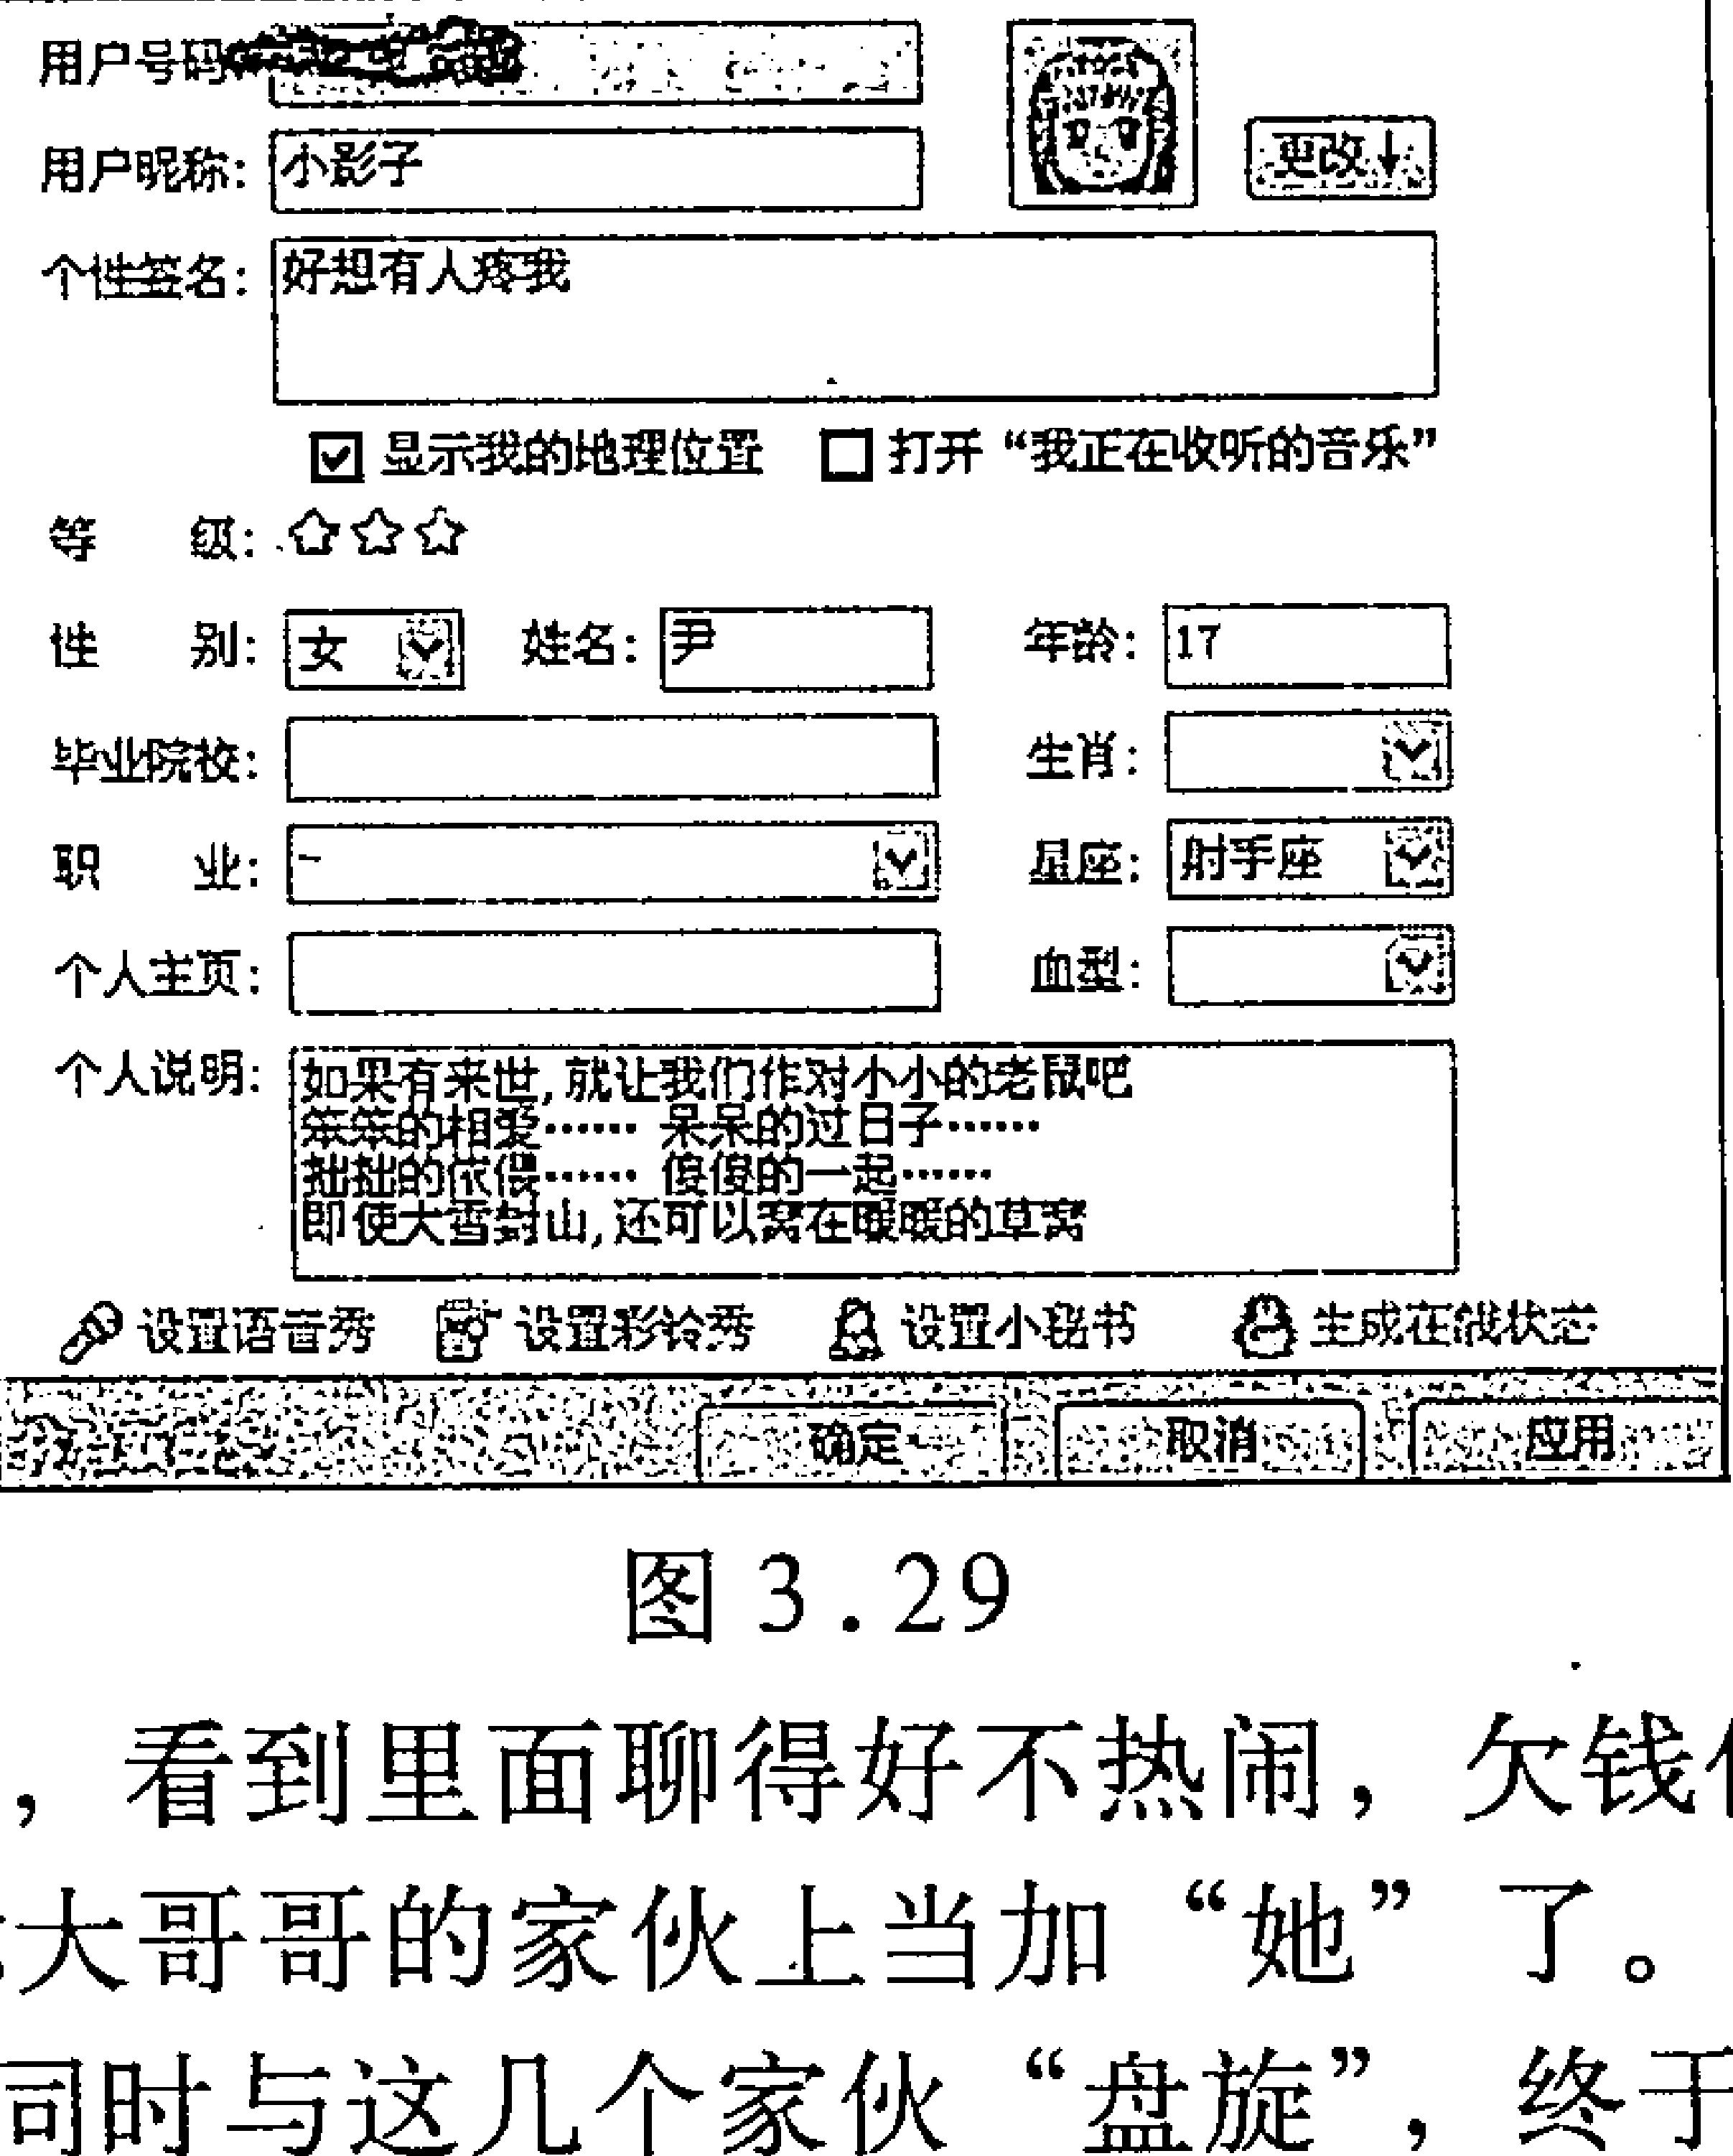 用户号码
用户昵称: 小影子
更改↓
个性签名: 好想有人疼我
显示我的地理位置 打开“我正在收听的音乐”
等 级:
性 别: 女 姓名: 尹 年龄: 17
毕业院校: 生肖:
职 业: - 星座: 射手座
个人主页: 血型:
个人说明: 如果有来世,就让我们作对小小的老鼠吧
笨笨的相爱…… 呆呆的过日子……
拙拙的依偎…… 傻傻的一起……
即使大雪封山,还可以窝在暖暖的草窝
设置语音秀 设置彩铃秀 设置小秘书 生成在线状态
确定 取消 应用
图 3.29
，看到里面聊得好不热闹，欠钱
大哥哥的家伙上当加“她”了。
同时与这几个家伙“盘旋”，终于